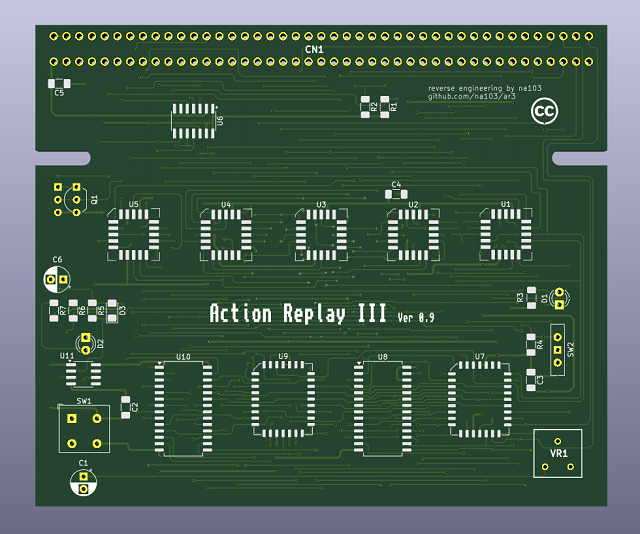 CN1
C5
reverse engineering by na103
github.com/na103/ar3
CC
R2
R1
U6
C4
Q1
U5
U4
U3
U2
U1
C6
R7
R6
R5
D3
R3
D1
Action Replay III Ver 0.9
D2
R4
SW2
U11
U10
U9
U8
U7
C3
SW1
C2
VR1
C1